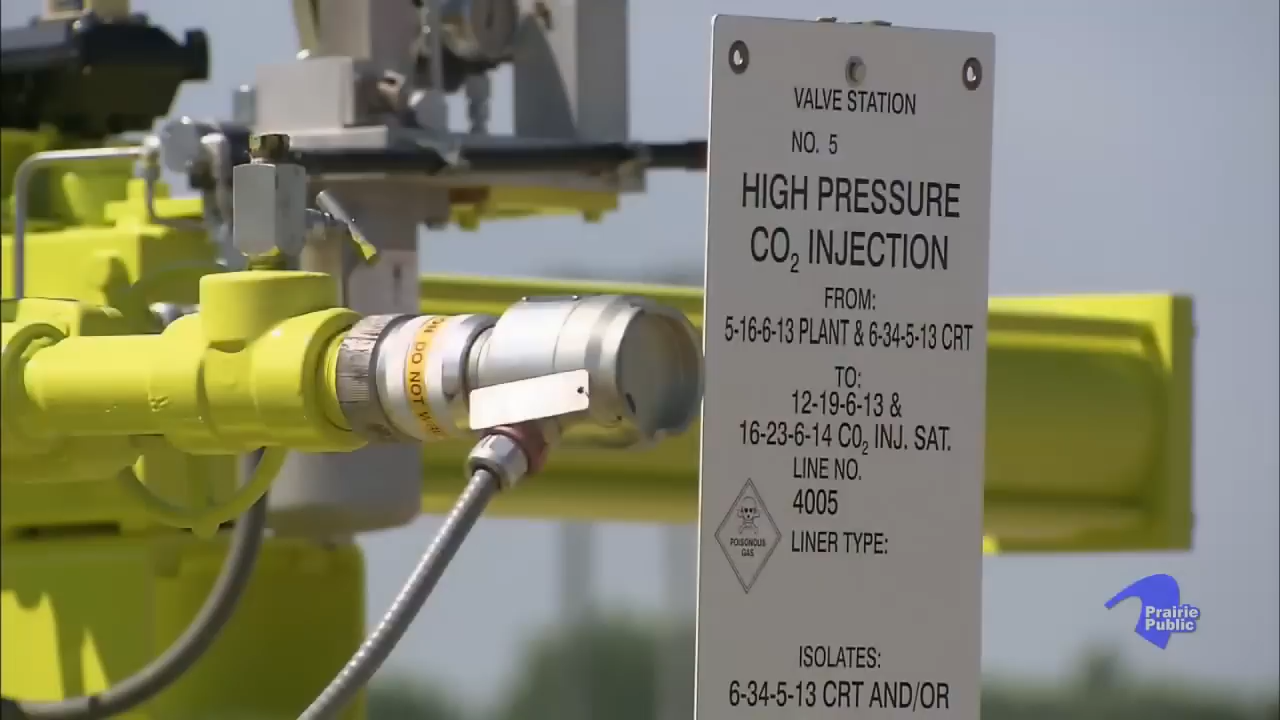 VALVE STATION
NO. 5
HIGH PRESSURE
CO₂ INJECTION
FROM:
5-16-6-13 PLANT & 6-34-5-13 CRT
TO:
12-19-6-13 &
16-23-6-14 CO₂ INJ. SAT.
LINE NO.
4005
LINER TYPE:
POISONOUS
GAS
ISOLATES:
6-34-5-13 CRT AND/OR
DO NOT
Prairie
Public